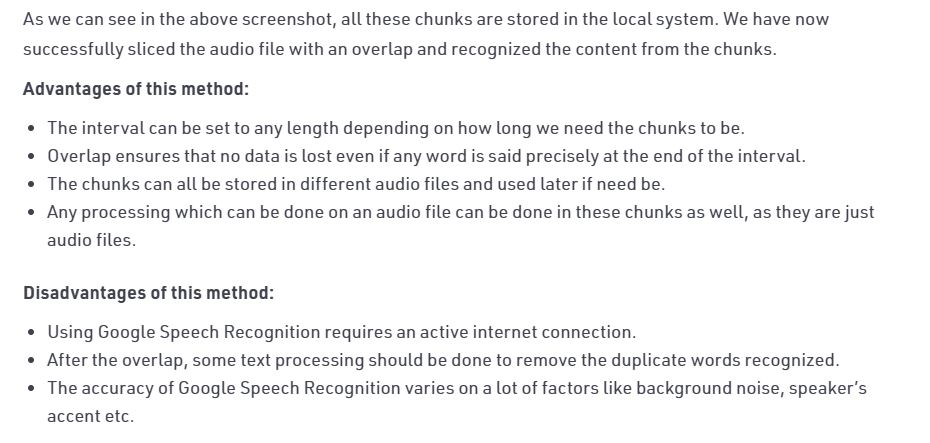 As we can see in the above screenshot, all these chunks are stored in the local system. We have now
successfully sliced the audio file with an overlap and recognized the content from the chunks.
Advantages of this method:
• The interval can be set to any length depending on how long we need the chunks to be.
• Overlap ensures that no data is lost even if any word is said precisely at the end of the interval.
• The chunks can all be stored in different audio files and used later if need be.
• Any processing which can be done on an audio file can be done in these chunks as well, as they are just
audio files.
Disadvantages of this method:
• Using Google Speech Recognition requires an active internet connection.
• After the overlap, some text processing should be done to remove the duplicate words recognized.
• The accuracy of Google Speech Recognition varies on a lot of factors like background noise, speaker’s
accent etc.